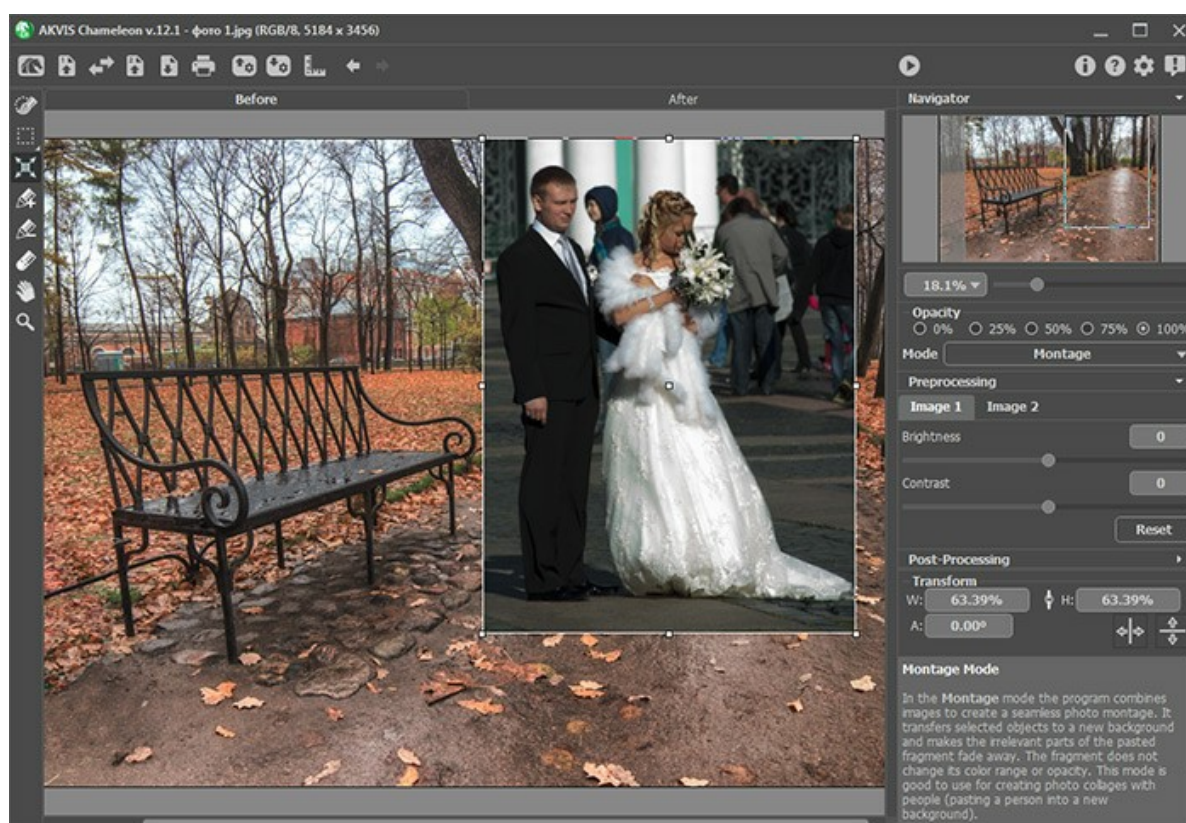 AKVIS Chameleon v.12.1 - фото 1.jpg (RGB/8, 5184 x 3456)
Before
After
Navigator
18.1%
Opacity
0% 25% 50% 75% 100%
Mode Montage
Preprocessing
Image 1 Image 2
Brightness 0
Contrast 0
Reset
Post-Processing
Transform
W: 63.39% H: 63.39%
A: 0.00°
Montage Mode
In the Montage mode the program combines
images to create a seamless photo montage. It
transfers selected objects to a new background
and makes the irrelevant parts of the pasted
fragment fade away. The fragment does not
change its color range or opacity. This mode is
good to use for creating photo collages with
people (pasting a person into a new
background).